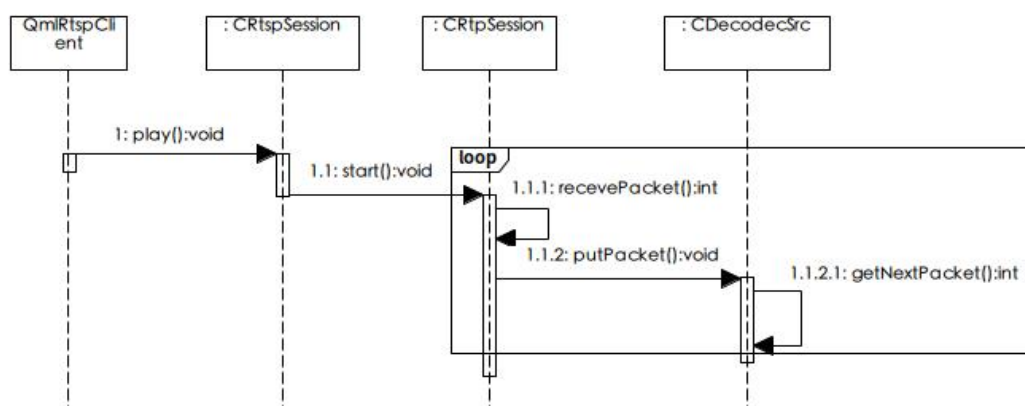 QmlRtspCli
ent
: CRtspSession
: CRtpSession
: CDecodecSrc
1: play():void
loop
1.1: start():void
1.1.1: recevePacket():int
1.1.2: putPacket():void
1.1.2.1: getNextPacket():int